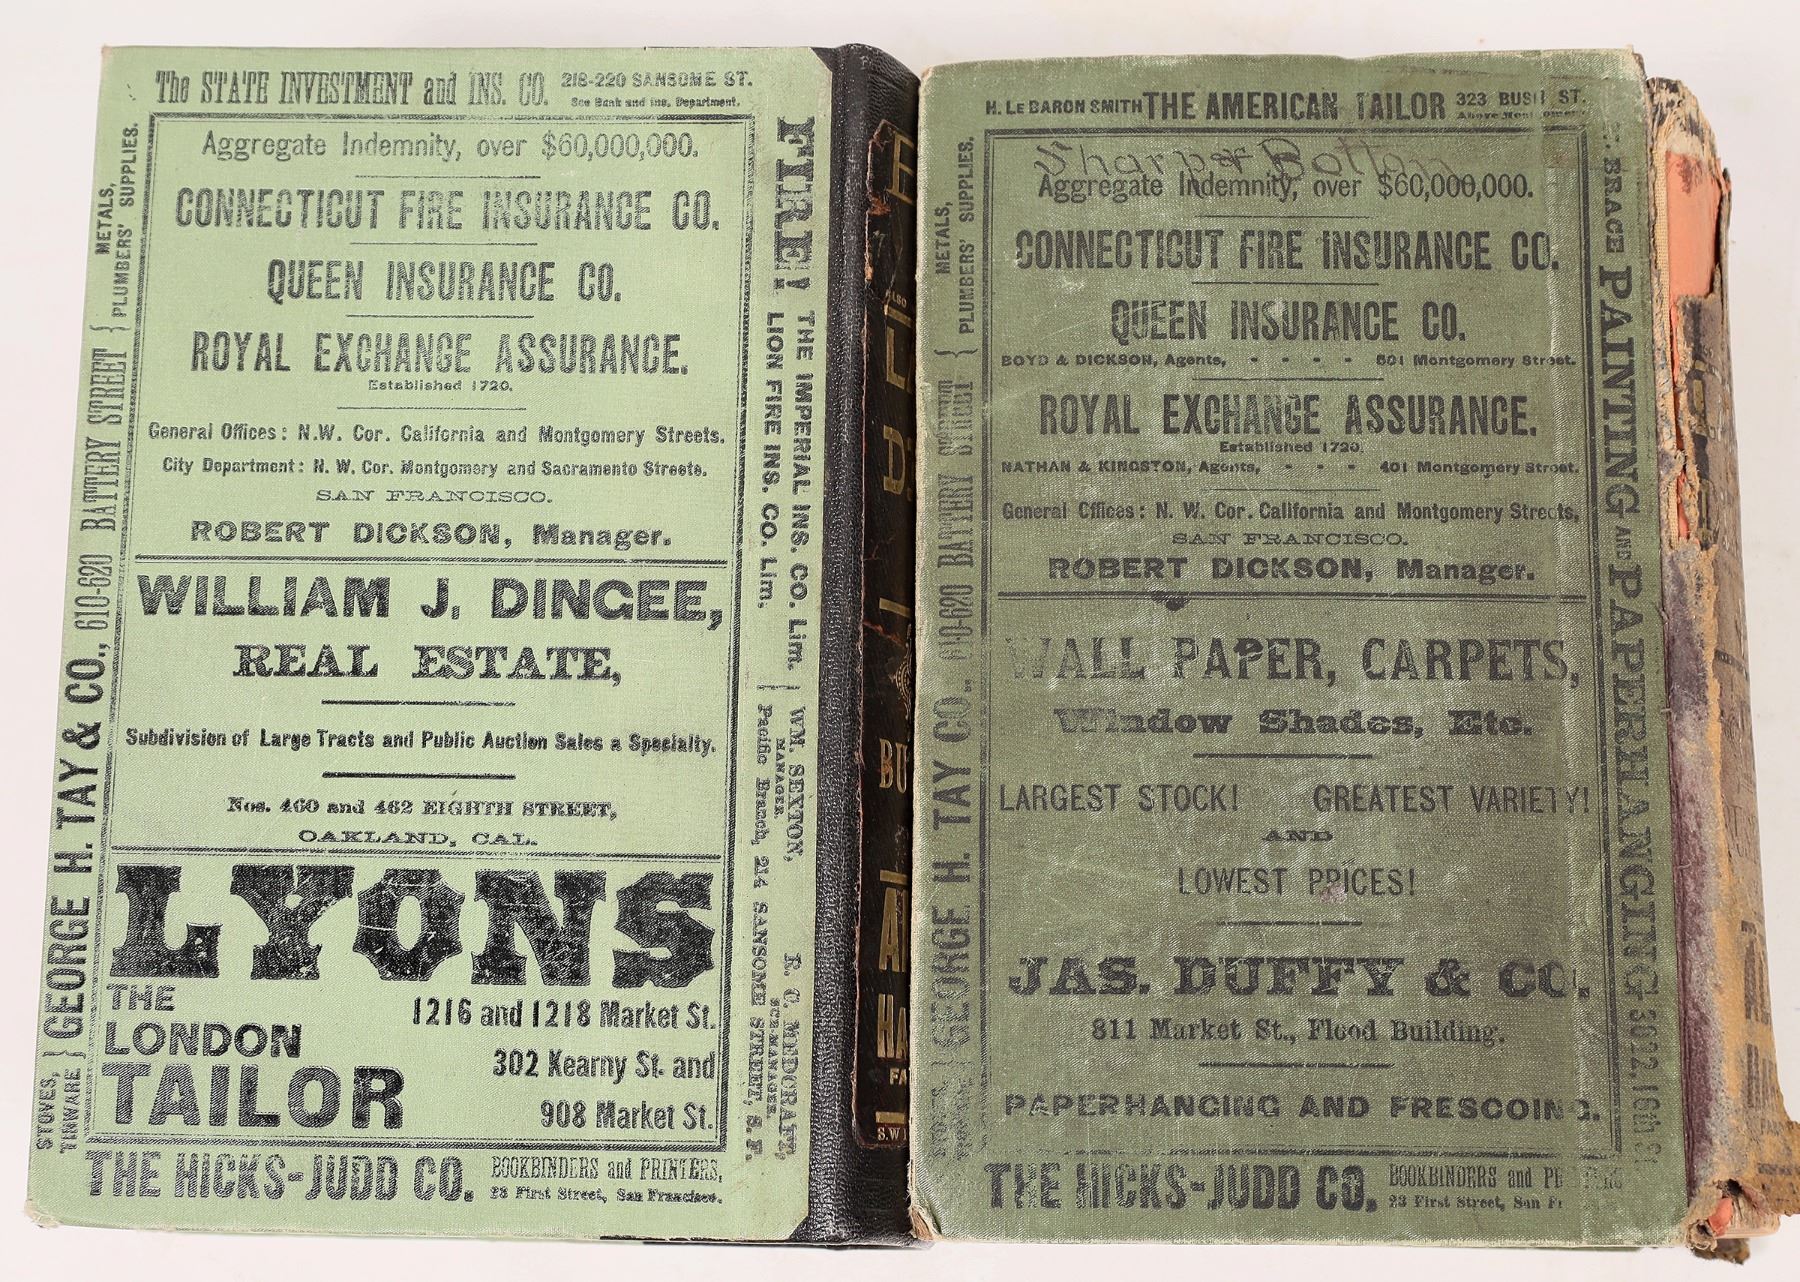 The STATE INVESTMENT and INS. CO. 218-220 SANSOME ST.
See Bank and Ins. Department.
METALS,
PLUMBERS' SUPPLIES.
610-620 BATTERY STREET
GEORGE H. TAY & CO.,
STOVES,
TINWARE
Aggregate Indemnity, over $60,000,000.
CONNECTICUT FIRE INSURANCE CO.
QUEEN INSURANCE CO.
ROYAL EXCHANGE ASSURANCE.
Established 1720.
General Offices: N.W. Cor. California and Montgomery Streets.
City Department: N. W. Cor. Montgomery and Sacramento Streets.
SAN FRANCISCO.
ROBERT DICKSON, Manager.
WILLIAM J. DINGEE,
REAL ESTATE,
Subdivision of Large Tracts and Public Auction Sales a Specialty.
Nos. 460 and 462 EIGHTH STREET,
OAKLAND, CAL.
LYONS
THE
LONDON
TAILOR
1216 and 1218 Market St.
302 Kearny St. and
908 Market St.
THE HICKS-JUDD CO. BOOKBINDERS and PRINTERS,
23 First Street, San Francisco.
FIRE!
THE IMPERIAL INS. CO. Lim.
LION FIRE INS. CO. Lim.
WM. SEXTON,
MANAGER.
R. C. MEDCRAFT,
SUB-MANAGER.
Pacific Branch, 214 SANSOME STREET, S. F.
ALSO
BU
S.W
H. LE BARON SMITH THE AMERICAN TAILOR 323 BUSH ST.
Above Montgomery
METALS,
PLUMBERS' SUPPLIES.
610-620 BATTERY STREET
GEORGE H. TAY CO.
Sharper Bottom
Aggregate Indemnity, over $60,000,000.
CONNECTICUT FIRE INSURANCE CO.
QUEEN INSURANCE CO.
BOYD & DICKSON, Agents, - - - - 501 Montgomery Street.
ROYAL EXCHANGE ASSURANCE.
Established 1720.
NATHAN & KINGSTON, Agents, - - - 401 Montgomery Street.
General Offices: N. W. Cor. California and Montgomery Streets,
SAN FRANCISCO.
ROBERT DICKSON, Manager.
WALL PAPER, CARPETS,
Window Shades, Etc.
LARGEST STOCK! GREATEST VARIETY!
AND
LOWEST PRICES!
JAS. DUFFY & CO.
811 Market St., Flood Building.
PAPERHANGING AND FRESCOING.
THE HICKS-JUDD CO. BOOKBINDERS and
23 First Street, San
BRACE PAINTING AND PAPERHANGING 3022, 16th St